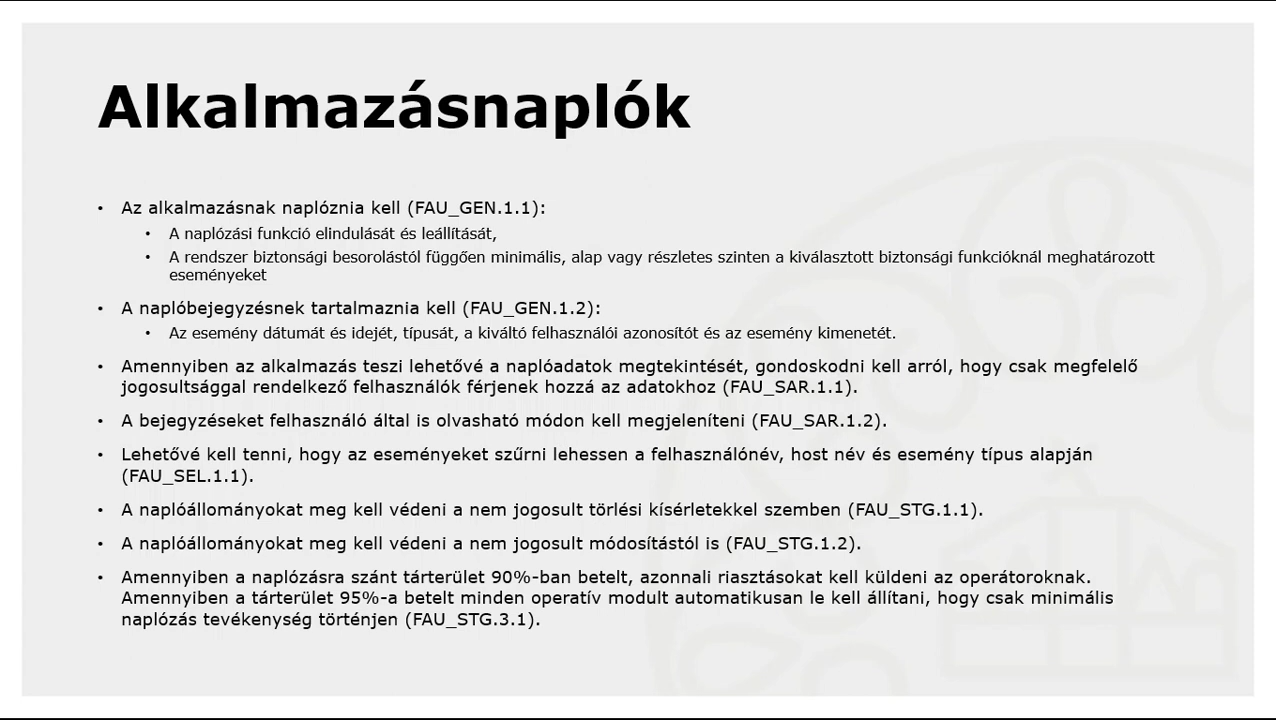 Alkalmazásnaplók
• Az alkalmazásnak naplóznia kell (FAU_GEN.1.1):
• A naplózási funkció elindulását és leállítását,
• A rendszer biztonsági besorolástól függően minimális, alap vagy részletes szinten a kiválasztott biztonsági funkcióknál meghatározott
eseményeket
• A naplóbejegyzésnek tartalmaznia kell (FAU_GEN.1.2):
• Az esemény dátumát és idejét, típusát, a kiváltó felhasználói azonosítót és az esemény kimenetét.
• Amennyiben az alkalmazás teszi lehetővé a naplóadatok megtekintését, gondoskodni kell arról, hogy csak megfelelő
jogosultsággal rendelkező felhasználók férjenek hozzá az adatokhoz (FAU_SAR.1.1).
• A bejegyzéseket felhasználó által is olvasható módon kell megjeleníteni (FAU_SAR.1.2).
• Lehetővé kell tenni, hogy az eseményeket szűrni lehessen a felhasználónév, host név és esemény típus alapján
(FAU_SEL.1.1).
• A naplóállományokat meg kell védeni a nem jogosult törlési kísérletekkel szemben (FAU_STG.1.1).
• A naplóállományokat meg kell védeni a nem jogosult módosítástól is (FAU_STG.1.2).
• Amennyiben a naplózásra szánt tárterület 90%-ban betelt, azonnali riasztásokat kell küldeni az operátoroknak.
Amennyiben a tárterület 95%-a betelt minden operatív modult automatikusan le kell állítani, hogy csak minimális
naplózás tevékenység történjen (FAU_STG.3.1).